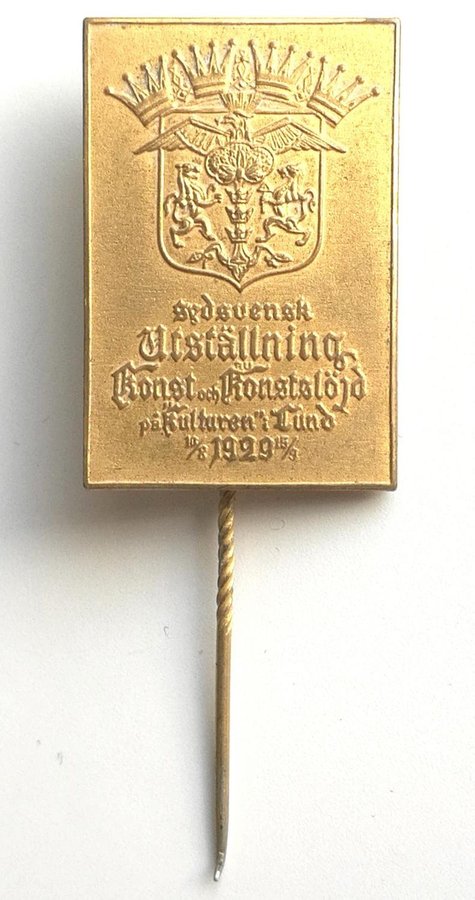 sydsvensk
Utställning
av
Konst och Konstslöjd
på "Kulturen" i Lund
10/8 1929 15/9